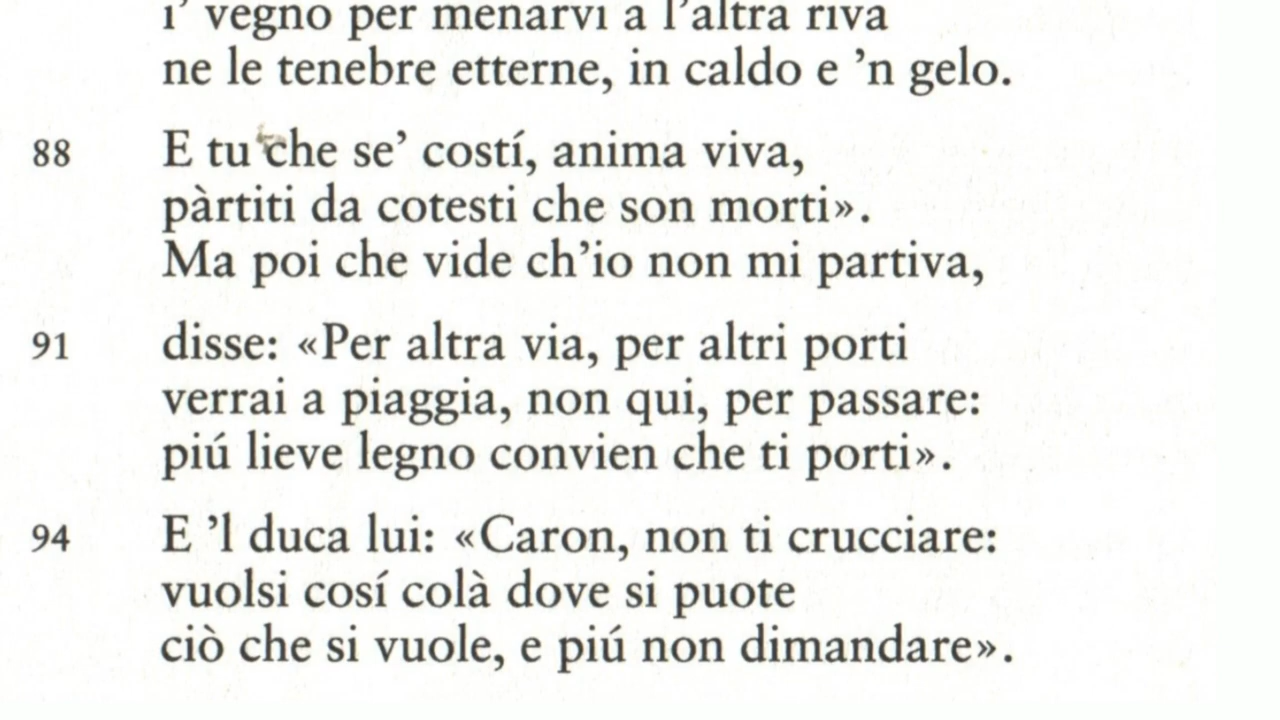 i’ vegno per menarvi a l’altra riva
ne le tenebre etterne, in caldo e ’n gelo.
88 E tu che se’ costí, anima viva,
pàrtiti da cotesti che son morti».
Ma poi che vide ch’io non mi partiva,
91 disse: «Per altra via, per altri porti
verrai a piaggia, non qui, per passare:
piú lieve legno convien che ti porti».
94 E ’l duca lui: «Caron, non ti crucciare:
vuolsi cosí colà dove si puote
ciò che si vuole, e piú non dimandare».